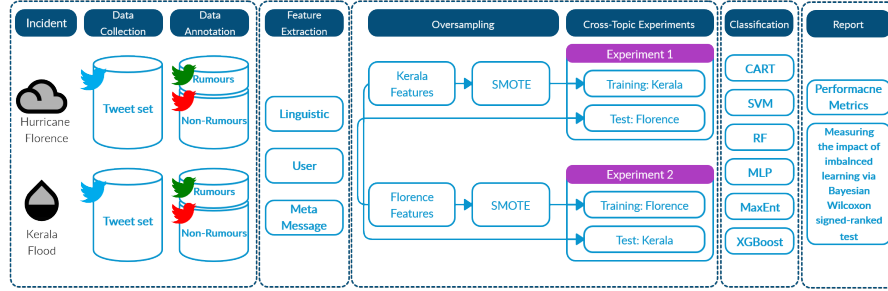 Incident
Data
Collection
Data
Annotation
Feature
Extraction
Oversampling
Cross-Topic Experiments
Classification
Report
Hurricane
Florence
Tweet set
Rumours
Non-Rumours
Kerala
Flood
Tweet set
Rumours
Non-Rumours
Linguistic
User
Meta
Message
Kerala
Features
SMOTE
Florence
Features
SMOTE
Experiment 1
Training: Kerala
Test: Florence
Experiment 2
Training: Florence
Test: Kerala
CART
SVM
RF
MLP
MaxEnt
XGBoost
Performacne
Metrics
Measuring
the impact of
imbalnced
learning via
Bayesian
Wilcoxon
signed-ranked
test